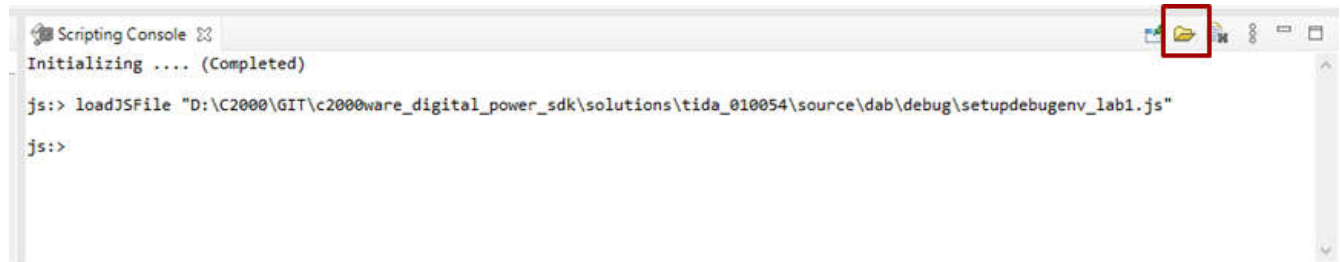 Scripting Console
Initializing .... (Completed)
js:> loadJSFile "D:\C2000\GIT\c2000ware_digital_power_sdk\solutions\tida_010054\source\dab\debug\setupdebugenv_lab1.js"
js:>